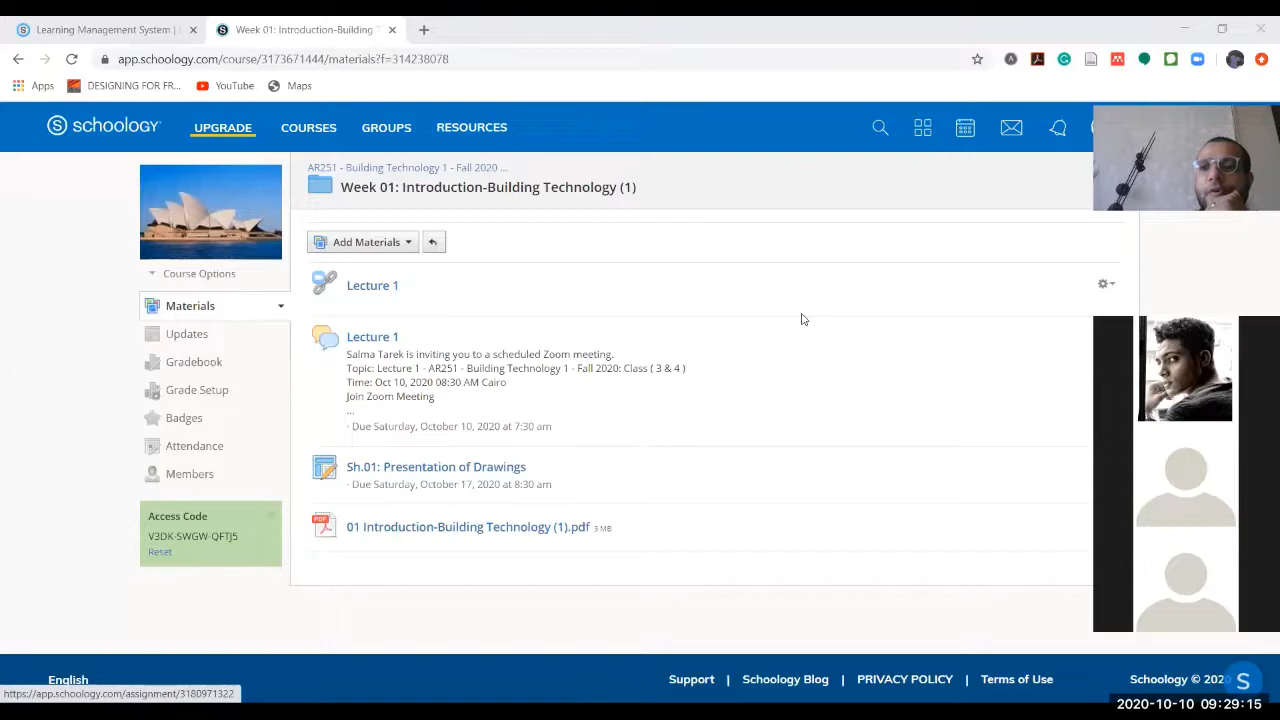 Learning Management System |
Week 01: Introduction-Building T
app.schoology.com/course/3173671444/materials?f=314238078
Apps
DESIGNING FOR FR...
YouTube
Maps
schoology
UPGRADE
COURSES
GROUPS
RESOURCES
AR251 - Building Technology 1 - Fall 2020 ...
Week 01: Introduction-Building Technology (1)
Add Materials
Course Options
Materials
Updates
Gradebook
Grade Setup
Badges
Attendance
Members
Access Code
V3DK-SWGW-QFTJ5
Reset
Lecture 1
Lecture 1
Salma Tarek is inviting you to a scheduled Zoom meeting.
Topic: Lecture 1 - AR251 - Building Technology 1 - Fall 2020: Class ( 3 & 4 )
Time: Oct 10, 2020 08:30 AM Cairo
Join Zoom Meeting
...
· Due Saturday, October 10, 2020 at 7:30 am
Sh.01: Presentation of Drawings
· Due Saturday, October 17, 2020 at 8:30 am
PDF
01 Introduction-Building Technology (1).pdf 5 MB
English
Support | Schoology Blog | PRIVACY POLICY | Terms of Use
Schoology © 2020
S
https://app.schoology.com/assignment/3180971322
2020-10-10 09:29:15